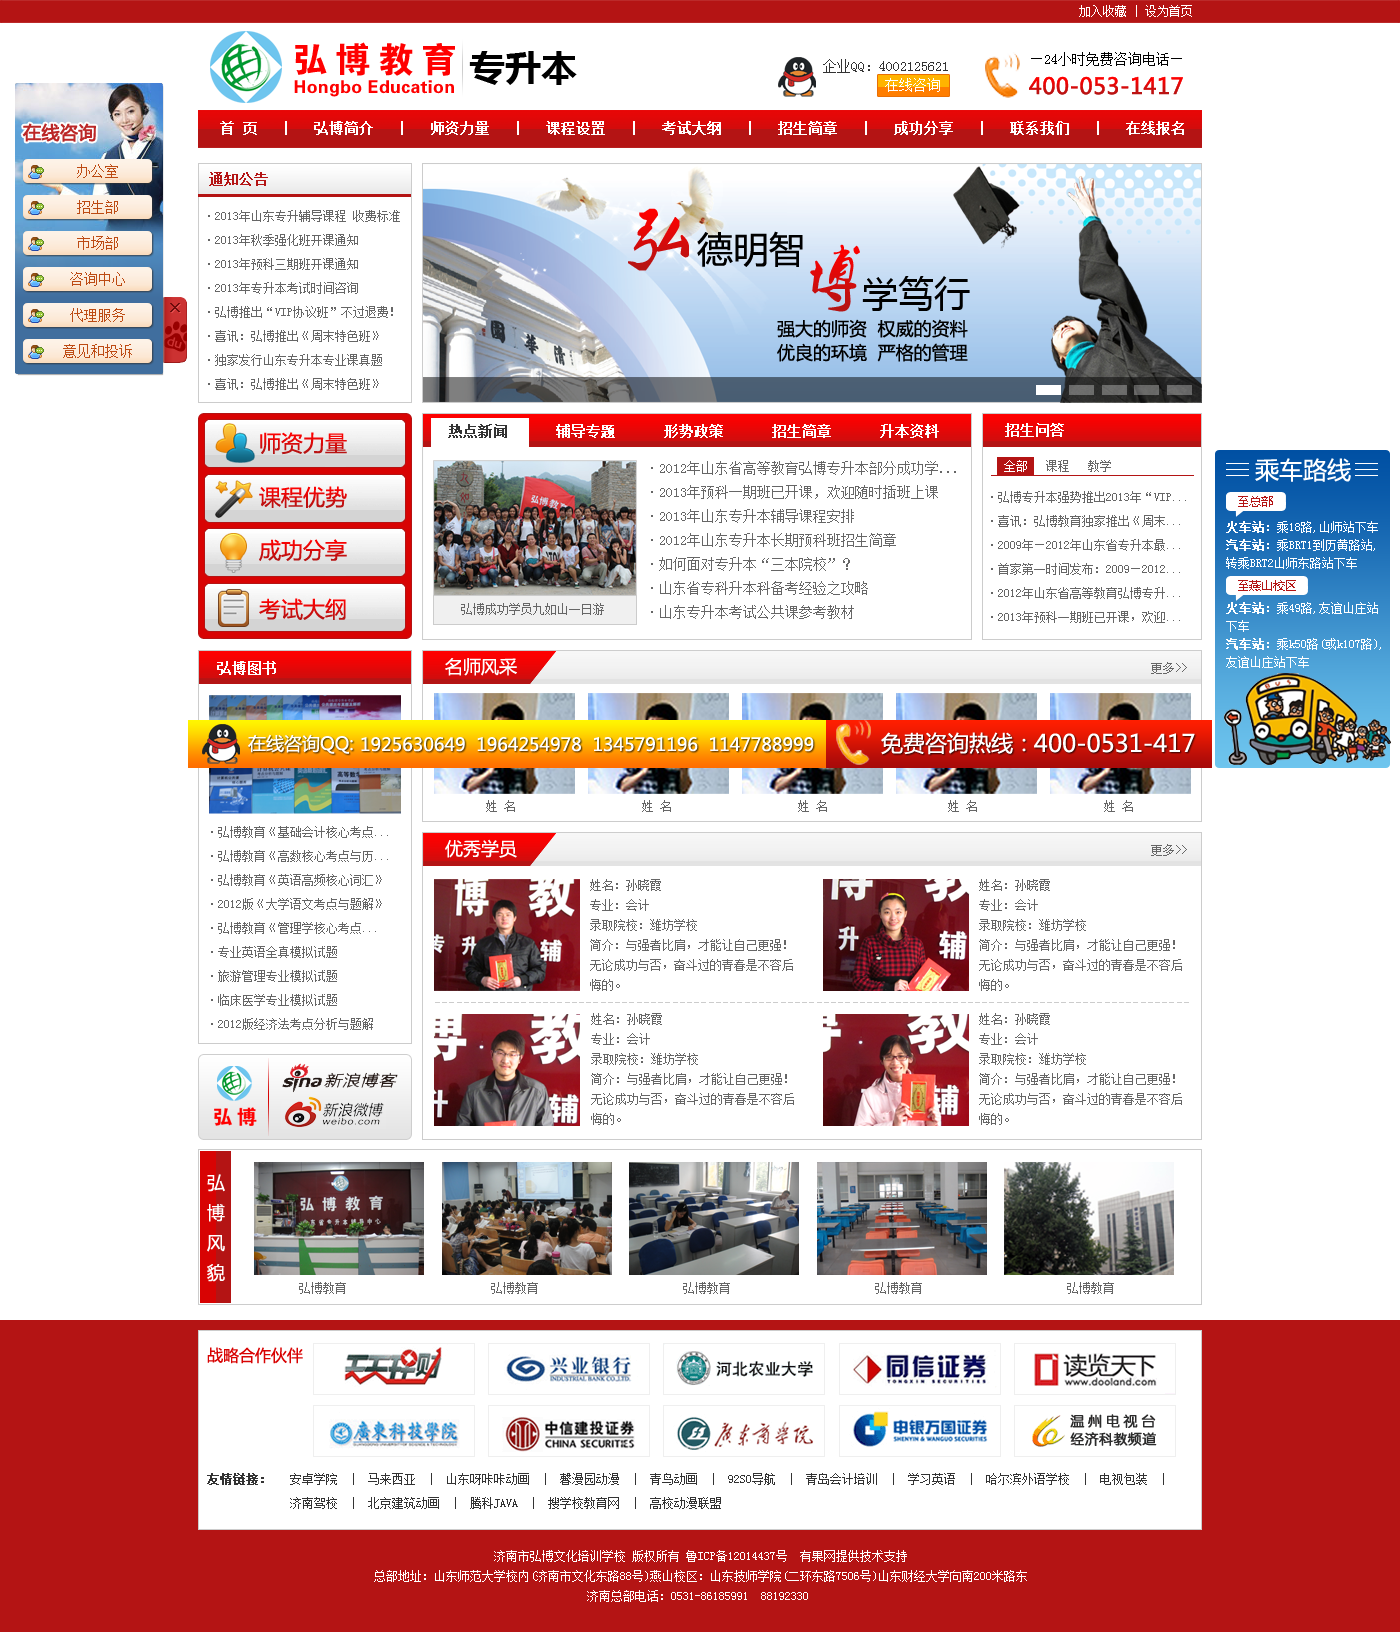 加入收藏 | 设为首页
弘博教育 专升本
Hongbo Education
企业QQ：4002125621
在线咨询
24小时免费咨询电话
400-053-1417
首 页 | 弘博简介 | 师资力量 | 课程设置 | 考试大纲 | 招生简章 | 成功分享 | 联系我们 | 在线报名
在线咨询
办公室
招生部
市场部
咨询中心
代理服务
意见和投诉
du
通知公告
·2013年山东专升辅导课程 收费标准
·2013年秋季强化班开课通知
·2013年预科三期班开课通知
·2013年专升本考试时间咨询
·弘博推出“VIP协议班”不过退费！
·喜讯：弘博推出《周末特色班》
·独家发行山东专升本专业课真题
·喜讯：弘博推出《周末特色班》
弘德明智
博学笃行
强大的师资 权威的资料
优良的环境 严格的管理
師资力量
课程优势
成功分享
考试大纲
热点新闻 辅导专题 形势政策 招生简章 升本资料
弘博成功学员九如山一日游
·2012年山东省高等教育弘博专升本部分成功学...
·2013年预科一期班已开课，欢迎随时插班上课
·2013年山东专升本辅导课程安排
·2012年山东专升本长期预科班招生简章
·如何面对专升本“三本院校”？
·山东省专科升本科备考经验之攻略
·山东专升本考试公共课参考教材
招生问答
全部 课程 教学
·弘博专升本强势推出2013年“VIP...
·喜讯：弘博教育独家推出《周末...
·2009年—2012年山东省专升本最...
·首家第一时间发布：2009—2012...
·2012年山东省高等教育弘博专升...
·2013年预科一期班已开课，欢迎...
乘车路线
至总部
火车站：乘18路,山师站下车
汽车站：乘BRT1到历黄路站,
转乘BRT2山师东路站下车
至燕山校区
火车站：乘49路,友谊山庄站
下车
汽车站：乘k50路(或k107路),
友谊山庄站下车
BUS
弘博图书
名师风采
更多>>
在线咨询QQ: 1925630649 1964254978 1345791196 1147788999
免费咨询热线：400-0531-417
姓 名 姓 名 姓 名 姓 名 姓 名
·弘博教育《基础会计核心考点...
·弘博教育《高数核心考点与历...
·弘博教育《英语高频核心词汇》
·2012版《大学语文考点与题解》
·弘博教育《管理学核心考点...
·专业英语全真模拟试题
·旅游管理专业模拟试题
·临床医学专业模拟试题
·2012版经济法考点分析与题解
优秀学员
更多>>
姓名：孙晓霞
专业：会计
录取院校：潍坊学校
简介：与强者比肩，才能让自己更强！
无论成功与否，奋斗过的青春是不容后
悔的。
姓名：孙晓霞
专业：会计
录取院校：潍坊学校
简介：与强者比肩，才能让自己更强！
无论成功与否，奋斗过的青春是不容后
悔的。
姓名：孙晓霞
专业：会计
录取院校：潍坊学校
简介：与强者比肩，才能让自己更强！
无论成功与否，奋斗过的青春是不容后
悔的。
姓名：孙晓霞
专业：会计
录取院校：潍坊学校
简介：与强者比肩，才能让自己更强！
无论成功与否，奋斗过的青春是不容后
悔的。
弘博
sina新浪博客
新浪微博
weibo.com
弘博风貌
弘博教育
弘博教育 弘博教育 弘博教育 弘博教育 弘博教育
战略合作伙伴
天天担财
兴业银行
INDUSTRIAL BANK CO.,LTD.
河北农业大学
同信证券
TONGXIN SECURITIES
读览天下
www.dooland.com
廣東科技學院
中信建投证券
CHINA SECURITIES
广东商学院
申银万国证券
SHENYIN & WANGUO SECURITIES
温州电视台
经济科教频道
友情链接： 安卓学院 | 马来西亚 | 山东呀咔咔动画 | 馨漫园动漫 | 青鸟动画 | 92SO导航 | 青岛会计培训 | 学习英语 | 哈尔滨外语学校 | 电视包装 |
济南驾校 | 北京建筑动画 | 腾科JAVA | 搜学校教育网 | 高校动漫联盟
济南市弘博文化培训学校 版权所有 鲁ICP备12014437号 有果网提供技术支持
总部地址：山东师范大学校内(济南市文化东路88号)燕山校区：山东技师学院(二环东路7506号)山东财经大学向南200米路东
济南总部电话：0531-86185991 88192330